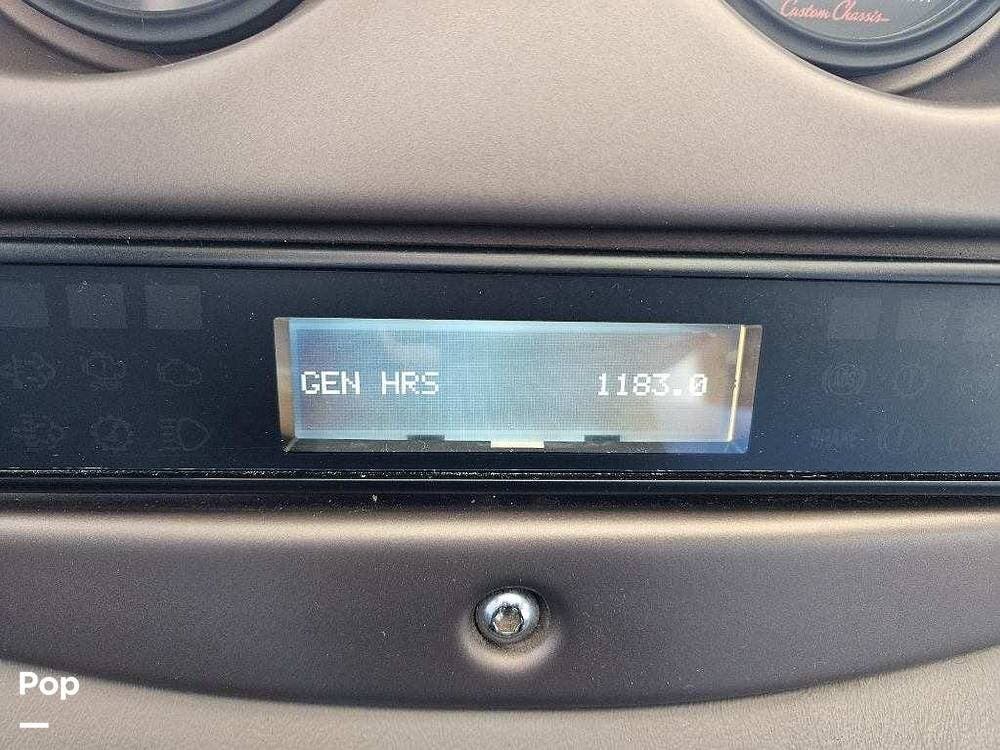 Custom Chassis
GEN HRS 1183.0
Pop